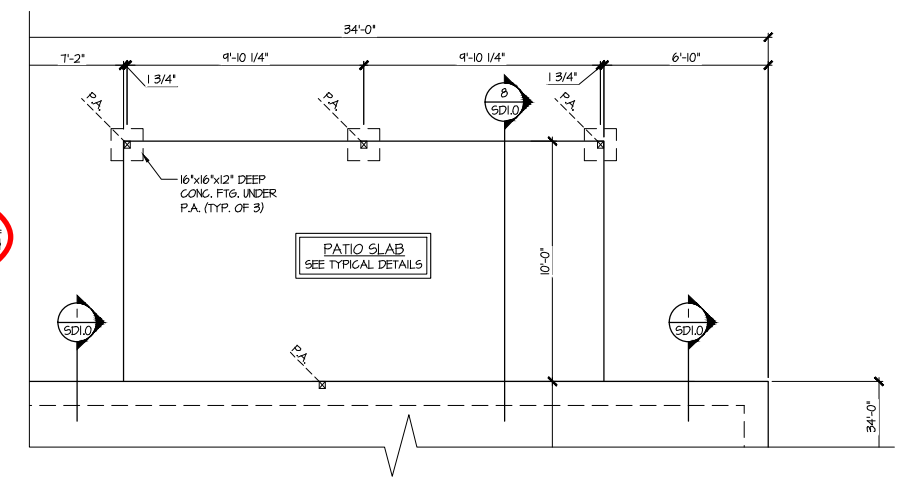 34'-0"
7'-2"
9'-10 1/4"
9'-10 1/4"
6'-10"
1 3/4"
1 3/4"
P.A.
P.A.
P.A.
8
SD1.0
16"x16"x12" DEEP
CONC. FTG. UNDER
P.A. (TYP. OF 3)
PATIO SLAB
SEE TYPICAL DETAILS
10'-0"
1
SD1.0
1
SD1.0
P.A.
34'-0"